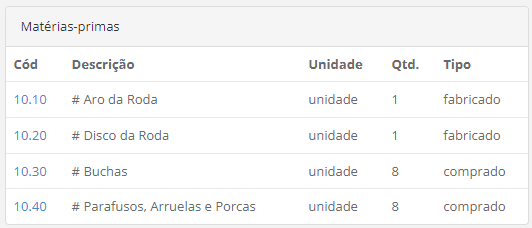 Matérias-primas
Cód Descrição Unidade Qtd. Tipo
10.10 # Aro da Roda unidade 1 fabricado
10.20 # Disco da Roda unidade 1 fabricado
10.30 # Buchas unidade 8 comprado
10.40 # Parafusos, Arruelas e Porcas unidade 8 comprado